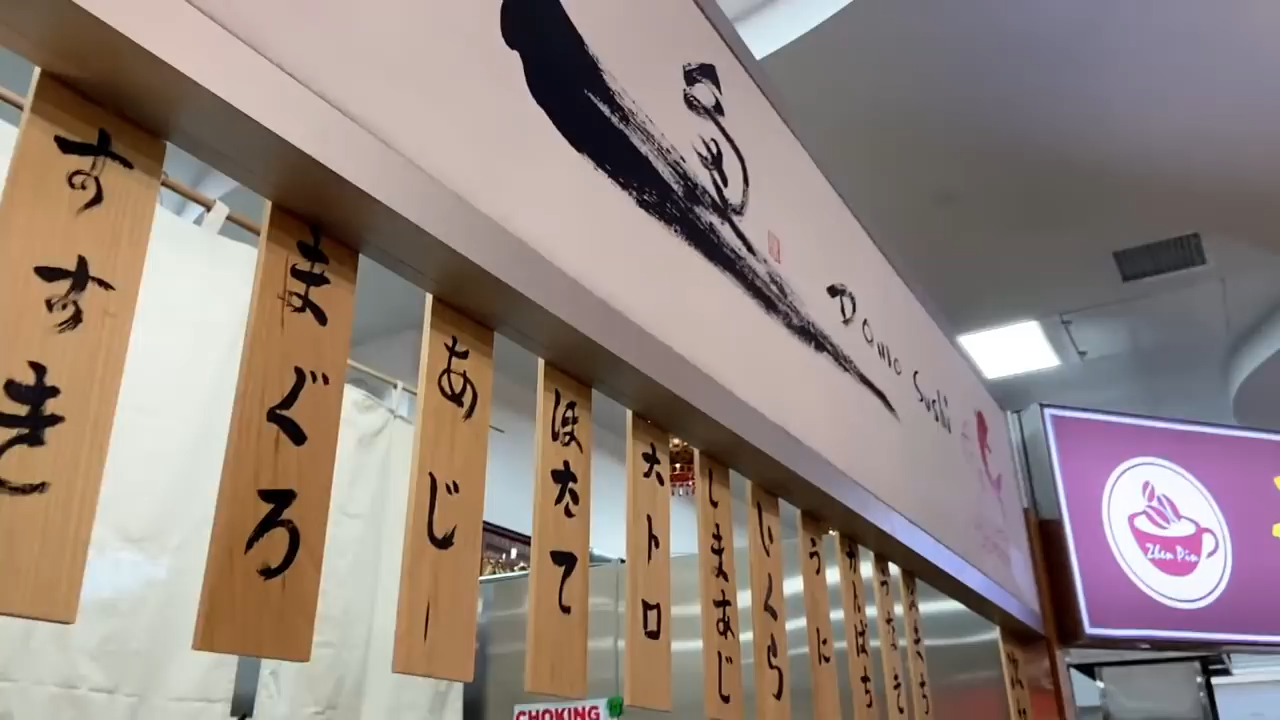 Domo Sushi
すずき
まぐろ
あじ
ほたて
大トロ
しまあじ
いくら
うに
かんぱち
Zhen Pin
CHOKING